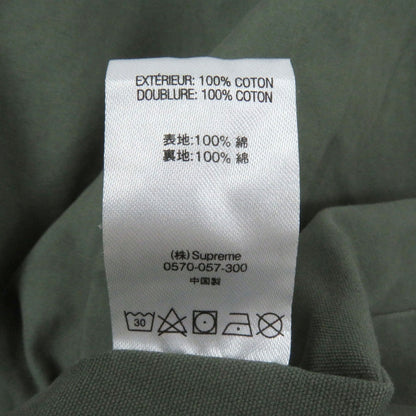 EXTÉRIEUR: 100% COTON
DOUBLURE: 100% COTON
表地:100% 綿
裏地:100% 綿
(株)Supreme
0570-057-300
中国製
30